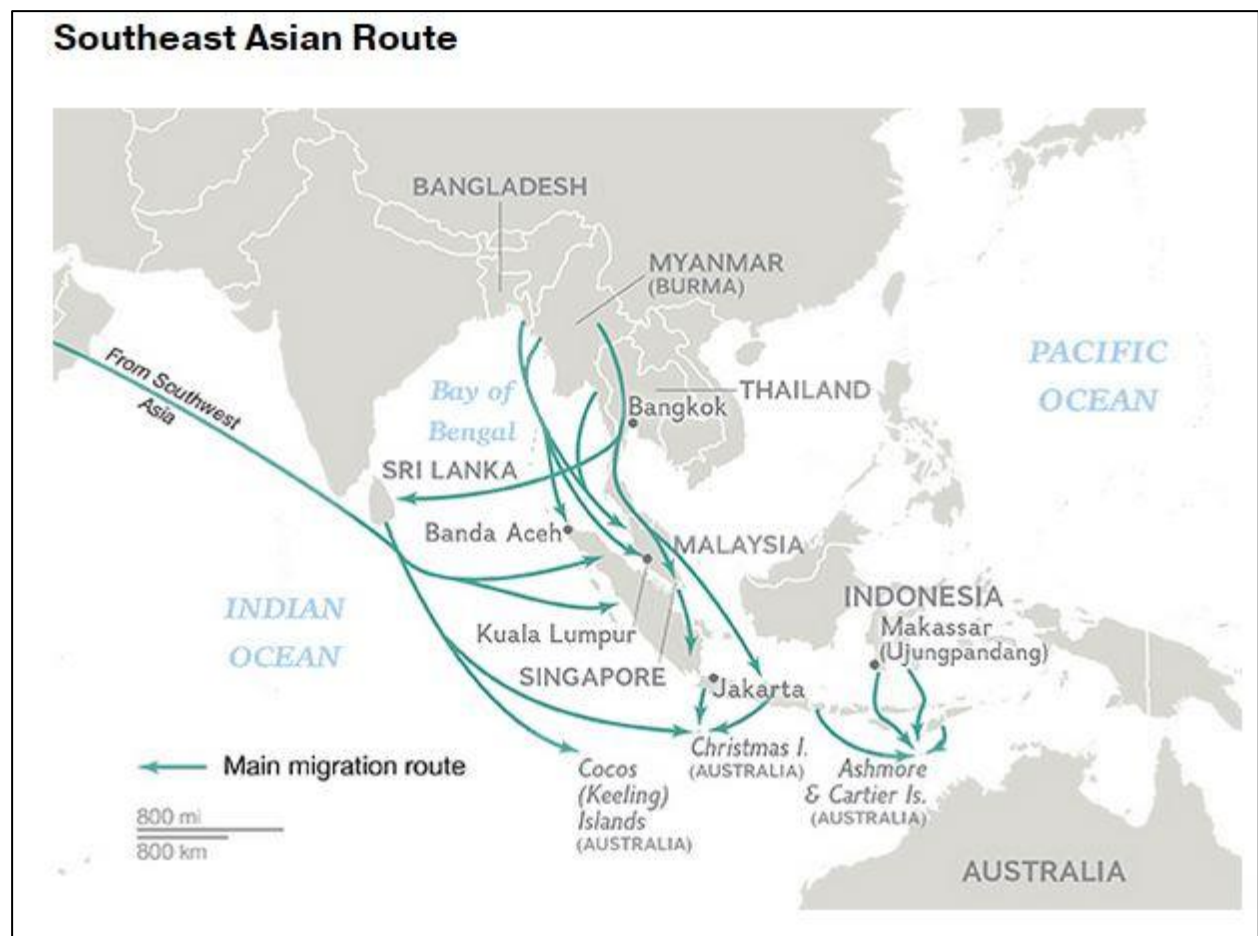 Southeast Asian Route
BANGLADESH
MYANMAR
(BURMA)
From Southwest
Asia
Bay of
Bengal
THAILAND
Bangkok
PACIFIC
OCEAN
SRI LANKA
Banda Aceh
MALAYSIA
INDIAN
OCEAN
Kuala Lumpur
SINGAPORE
INDONESIA
Makassar
(Ujungpandang)
Jakarta
Main migration route
800 mi
800 km
Cocos
(Keeling)
Islands
(AUSTRALIA)
Christmas I.
(AUSTRALIA)
Ashmore
& Cartier Is.
(AUSTRALIA)
AUSTRALIA